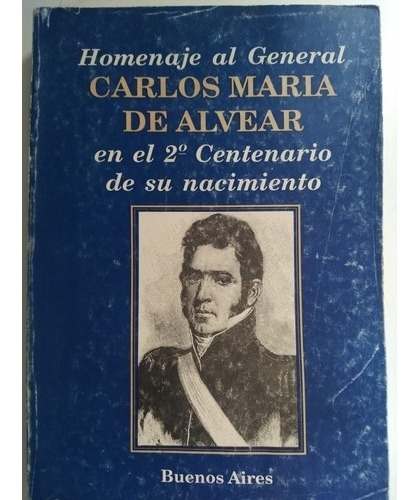 Homenaje al General
CARLOS MARIA
DE ALVEAR
en el 2º Centenario
de su nacimiento
Buenos Aires